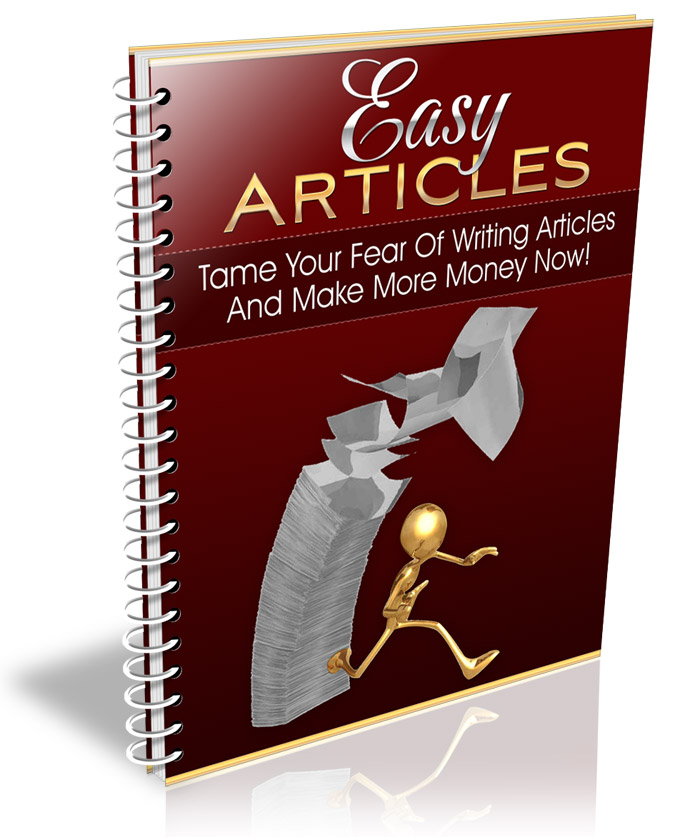 Easy
ARTICLES
Tame Your Fear Of Writing Articles
And Make More Money Now!